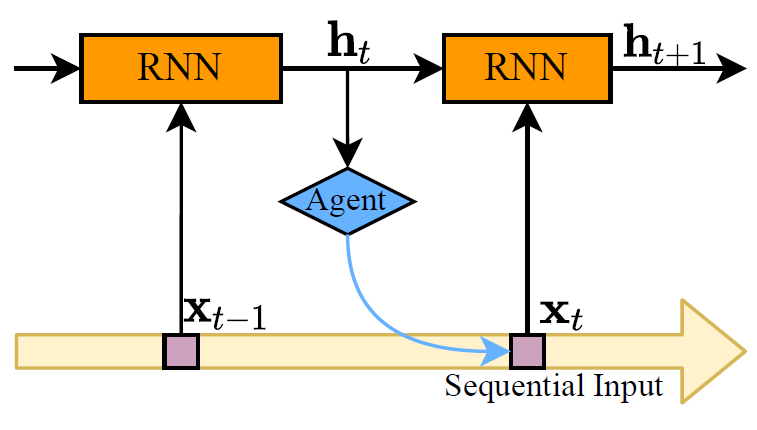 RNN
h_t
RNN
h_{t+1}
Agent
x_{t-1}
x_t
Sequential Input